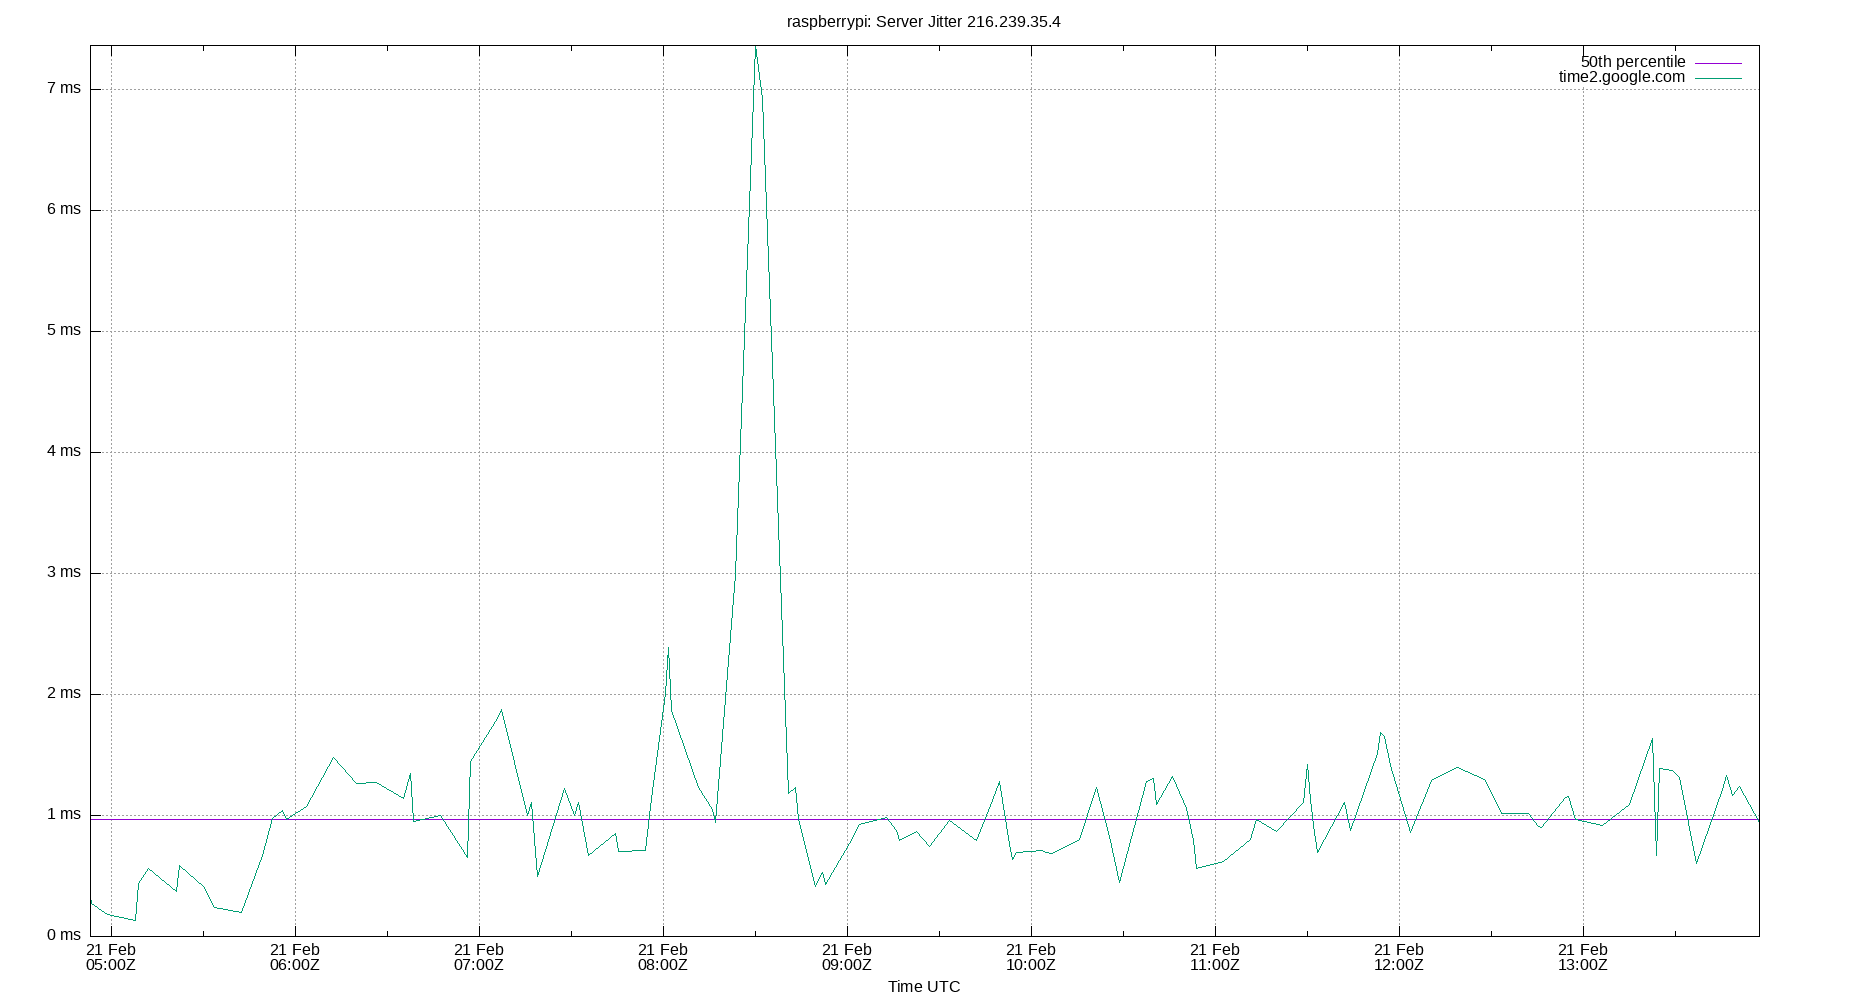 raspberrypi: Server Jitter 216.239.35.4
50th percentile
time2.google.com
7 ms
6 ms
5 ms
4 ms
3 ms
2 ms
1 ms
0 ms
21 Feb 21 Feb 21 Feb 21 Feb 21 Feb 21 Feb 21 Feb 21 Feb 21 Feb
05:00Z 06:00Z 07:00Z 08:00Z 09:00Z 10:00Z 11:00Z 12:00Z 13:00Z
Time UTC